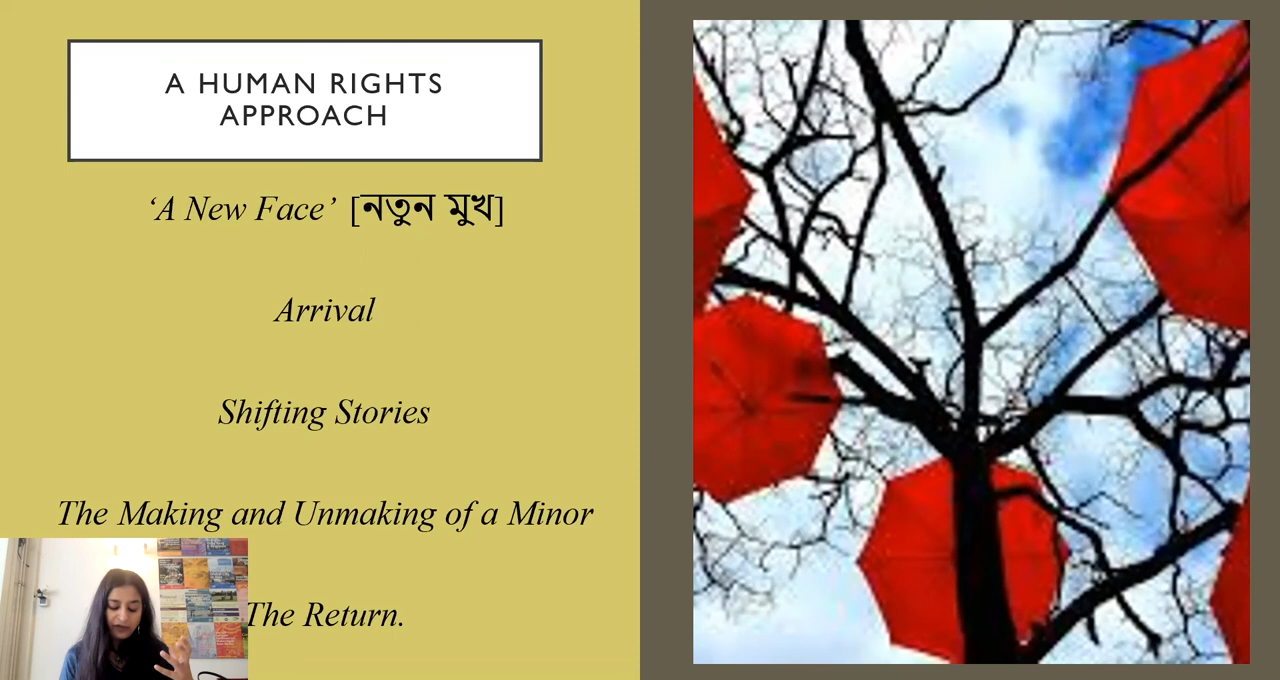 A HUMAN RIGHTS
APPROACH
‘A New Face’ [নতুন মুখ]
Arrival
Shifting Stories
The Making and Unmaking of a Minor
The Return.